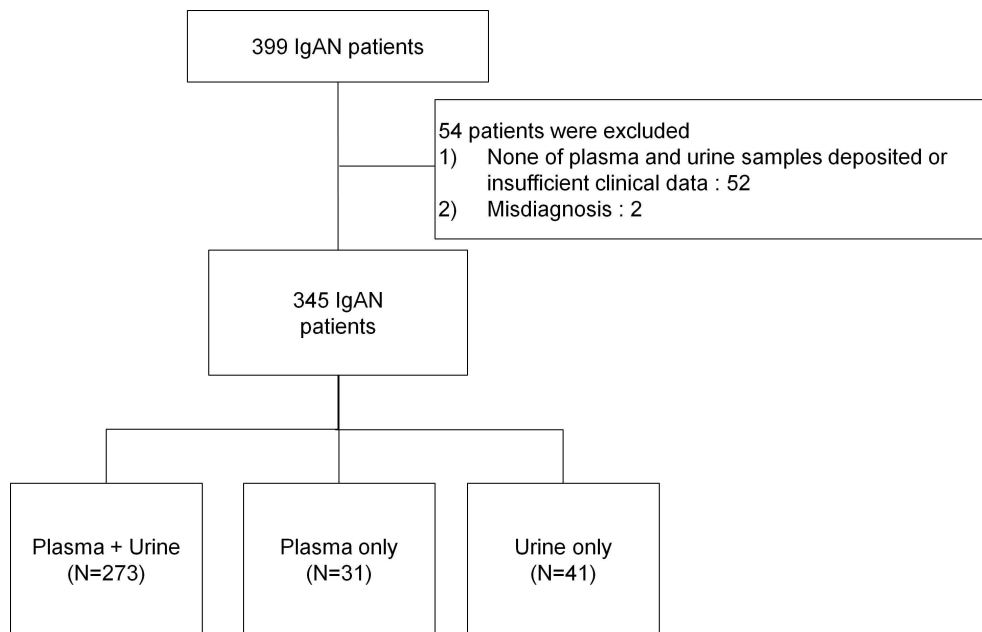 399 IgAN patients
54 patients were excluded
1) None of plasma and urine samples deposited or
insufficient clinical data : 52
2) Misdiagnosis : 2
345 IgAN
patients
Plasma + Urine
(N=273)
Plasma only
(N=31)
Urine only
(N=41)